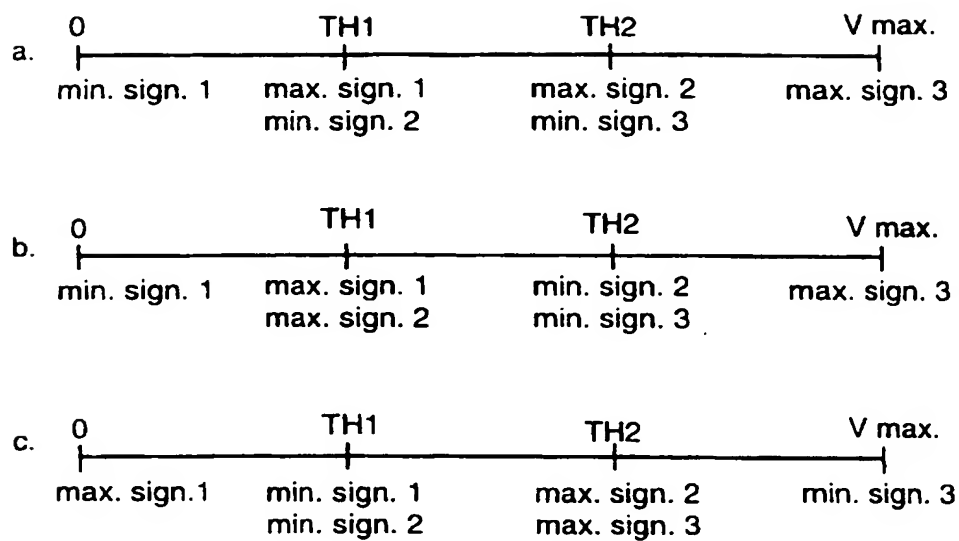 0 TH1 TH2 V max.
a.
min. sign. 1 max. sign. 1 max. sign. 2 max. sign. 3
min. sign. 2 min. sign. 3
0 TH1 TH2 V max.
b.
min. sign. 1 max. sign. 1 min. sign. 2 max. sign. 3
max. sign. 2 min. sign. 3
0 TH1 TH2 V max.
c.
max. sign.1 min. sign. 1 max. sign. 2 min. sign. 3
min. sign. 2 max. sign. 3